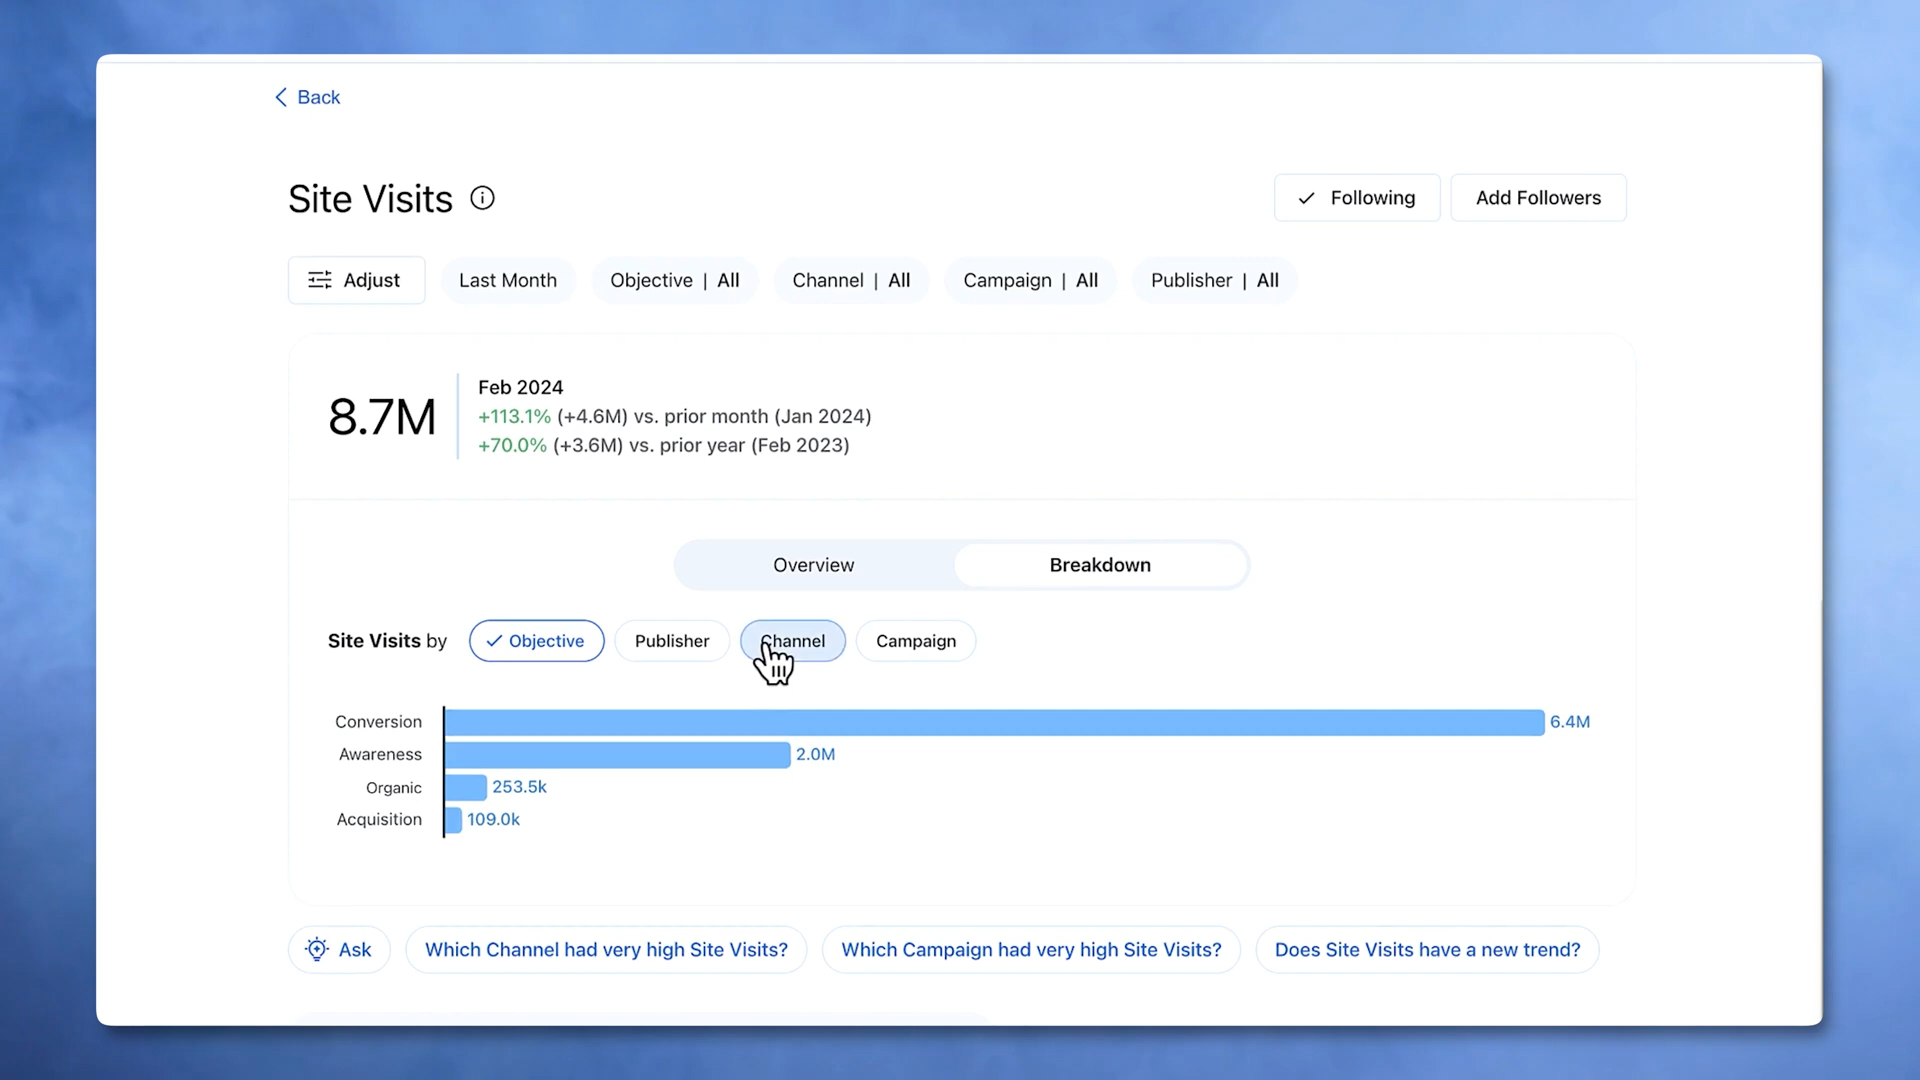 Back
Site Visits
Following
Add Followers
Adjust
Last Month
Objective | All
Channel | All
Campaign | All
Publisher | All
8.7M
Feb 2024
+113.1% (+4.6M) vs. prior month (Jan 2024)
+70.0% (+3.6M) vs. prior year (Feb 2023)
Overview
Breakdown
Site Visits by
Objective
Publisher
Channel
Campaign
Conversion 6.4M
Awareness 2.0M
Organic 253.5k
Acquisition 109.0k
Ask
Which Channel had very high Site Visits?
Which Campaign had very high Site Visits?
Does Site Visits have a new trend?